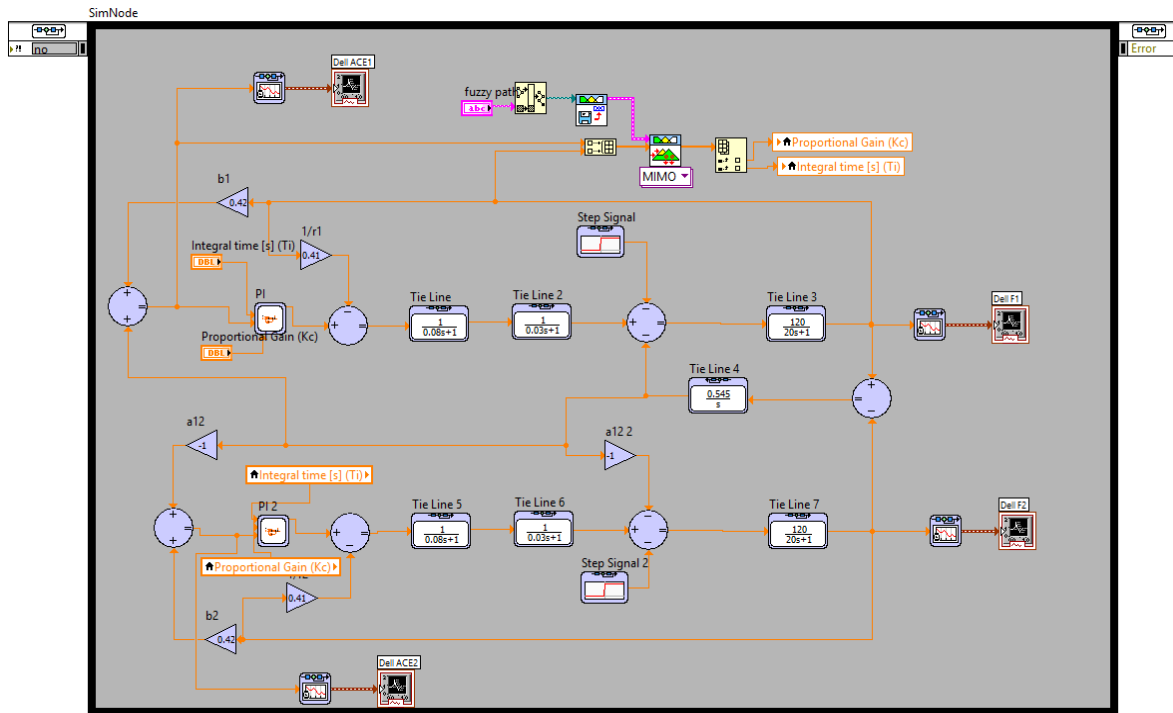 SimNode
no
Error
Dell ACE1
fuzzy path
abc
Proportional Gain (Kc)
Integral time [s] (Ti)
MIMO
b1
0.42
Step Signal
1/r1
0.41
Integral time [s] (Ti)
DBL
PI
Tie Line
1
0.08s+1
Tie Line 2
1
0.03s+1
Tie Line 3
120
20s+1
Dell F1
Proportional Gain (Kc)
DBL
Tie Line 4
0.545
s
a12
-1
a12 2
-1
Integral time [s] (Ti)
PI 2
Tie Line 5
1
0.08s+1
Tie Line 6
1
0.03s+1
Tie Line 7
120
20s+1
Dell F2
Proportional Gain (Kc)
Step Signal 2
0.41
b2
0.42
Dell ACE2